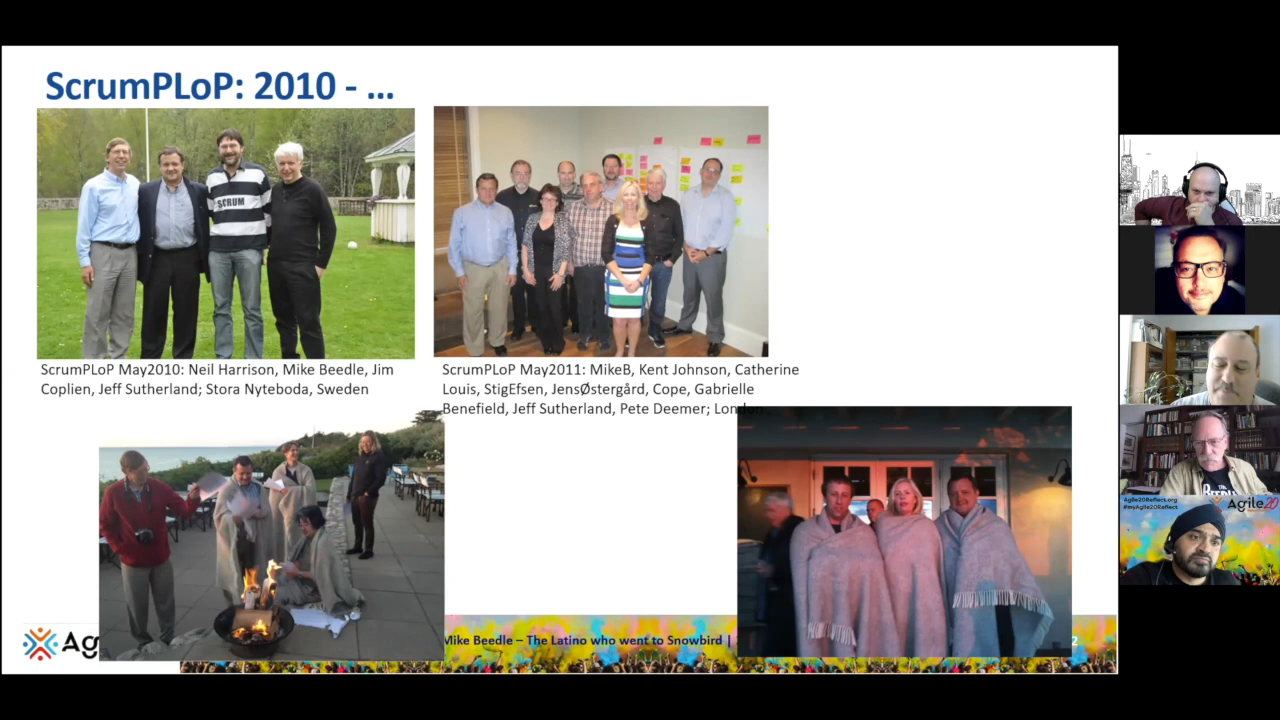 ScrumPLoP: 2010 - ...
SCRUM
ScrumPLoP May2010: Neil Harrison, Mike Beedle, Jim
Coplien, Jeff Sutherland; Stora Nyteboda, Sweden
ScrumPLoP May2011: MikeB, Kent Johnson, Catherine
Louis, StigEfsen, JensØstergård, Cope, Gabrielle
Benefield, Jeff Sutherland, Pete Deemer; London
Mike Beedle – The Latino who went to Snowbird |
2
Agile20Reflect.org
#myAgile20Reflect
Agile20